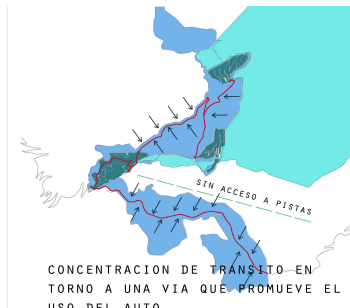 SIN ACCESO A PISTAS
CONCENTRACION DE TRANSITO EN
TORNO A UNA VIA QUE PROMUEVE EL
USO DEL AUTO